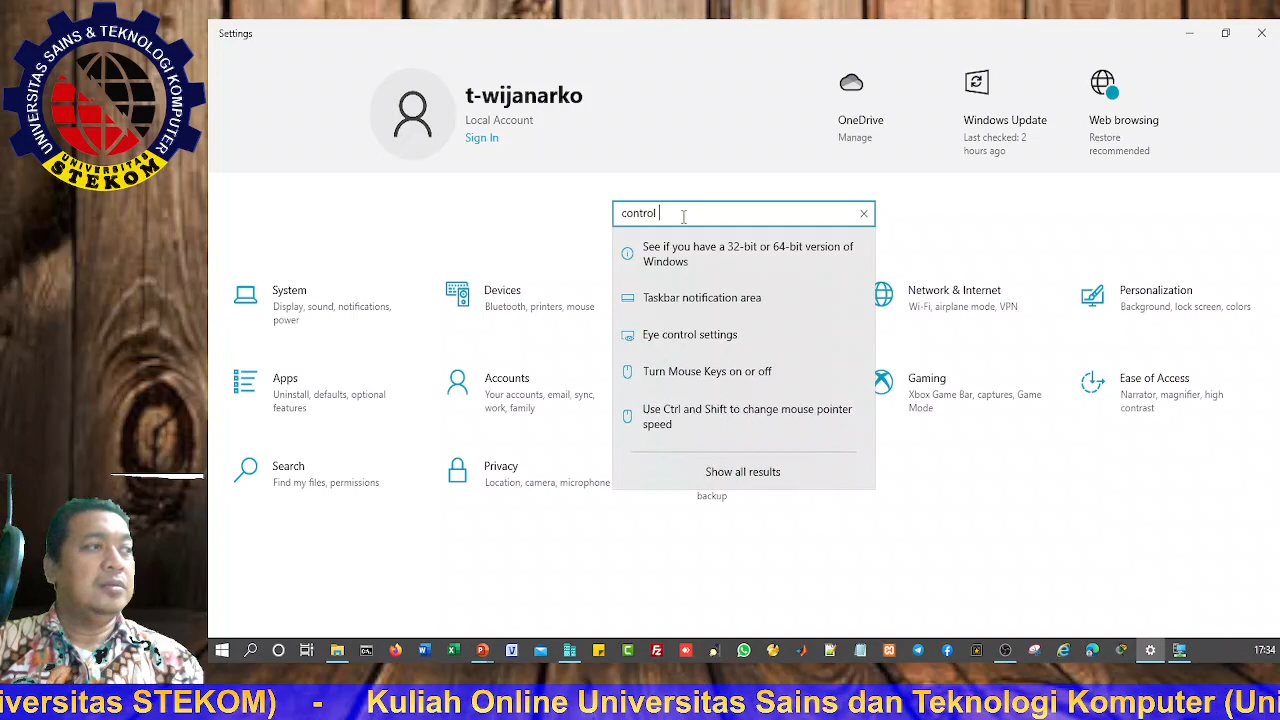 UNIVERSITAS SAINS & TEKNOLOGI KOMPUTER
UNIVERSITAS
STEKOM
Settings
t-wijanarko
Local Account
Sign In
OneDrive
Manage
Windows Update
Last checked: 2
hours ago
Web browsing
Restore
recommended
control
See if you have a 32-bit or 64-bit version of
Windows
Taskbar notification area
Eye control settings
Turn Mouse Keys on or off
Use Ctrl and Shift to change mouse pointer
speed
Show all results
System
Display, sound, notifications,
power
Devices
Bluetooth, printers, mouse
Network & Internet
Wi-Fi, airplane mode, VPN
Personalization
Background, lock screen, colors
Apps
Uninstall, defaults, optional
features
Accounts
Your accounts, email, sync,
work, family
Gaming
Xbox Game Bar, captures, Game
Mode
Ease of Access
Narrator, magnifier, high
contrast
Search
Find my files, permissions
Privacy
Location, camera, microphone
backup
17:34
iversitas STEKOM) - Kuliah Online Universitas Sains dan Teknologi Komputer (Un